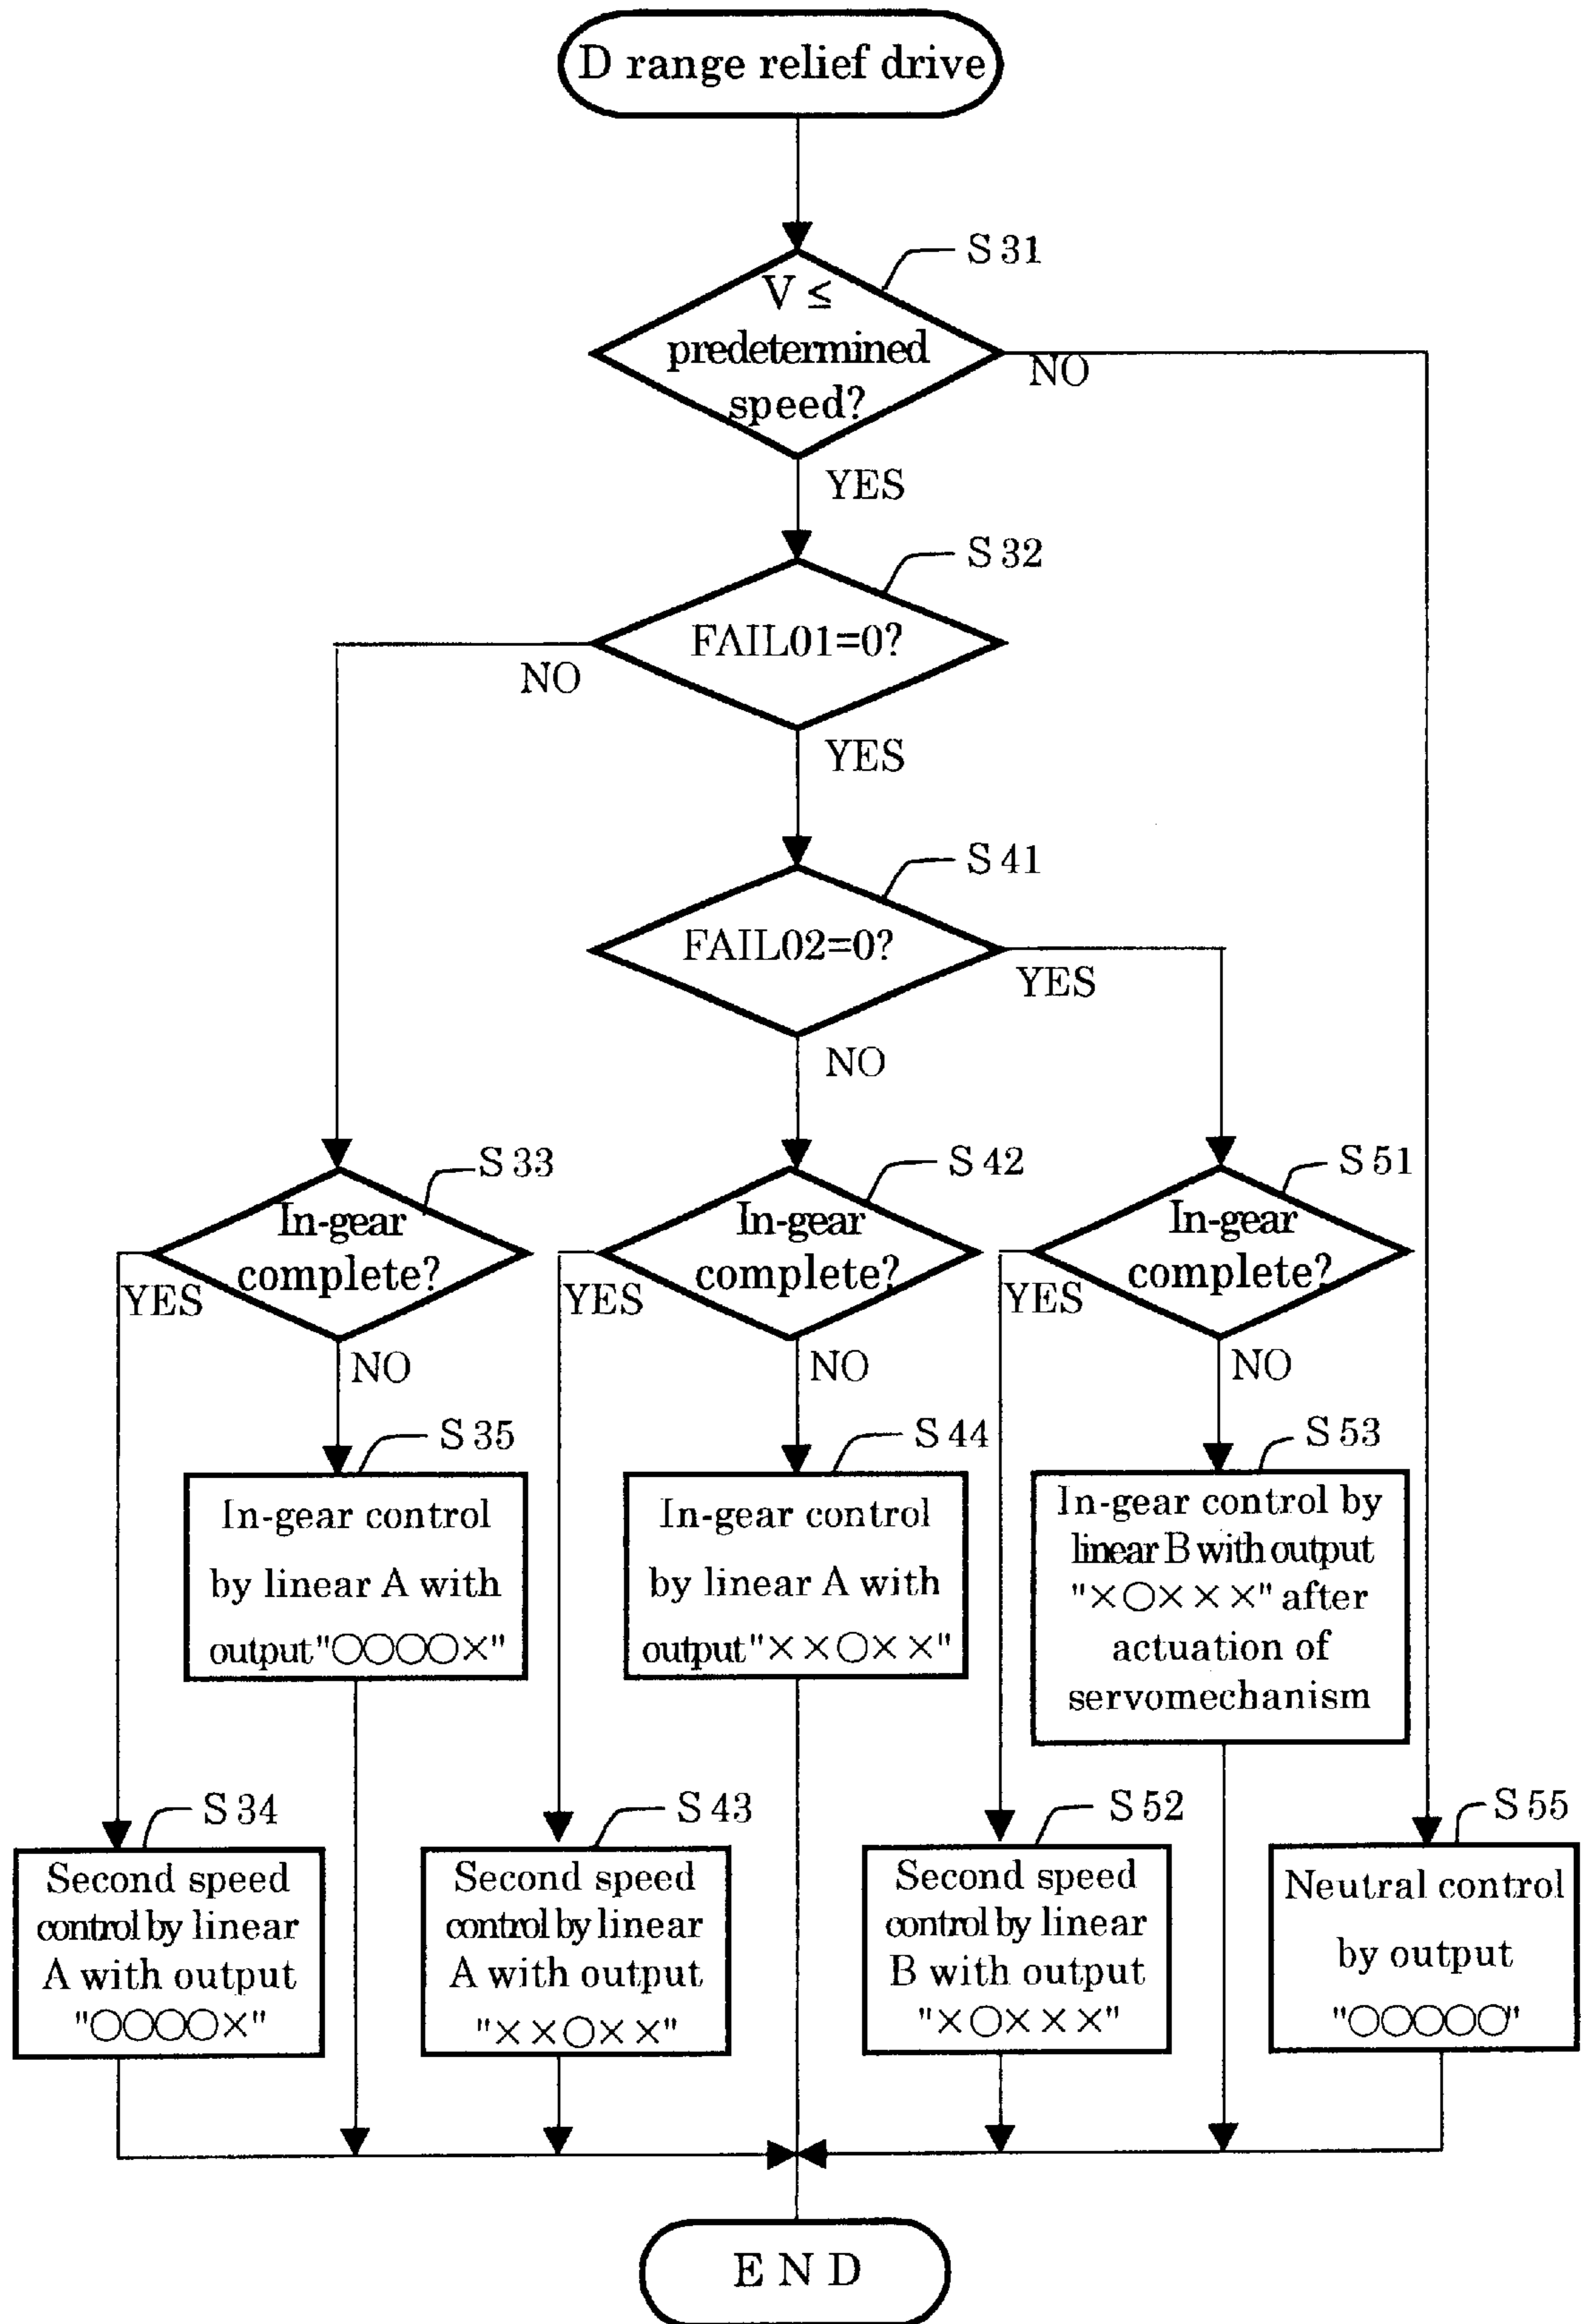 D range relief drive
S31
V ≤
predetermined
speed?
NO
YES
S32
FAIL01=0?
NO
YES
S41
FAIL02=0?
YES
NO
S33
In-gear
complete?
YES
NO
S42
In-gear
complete?
YES
NO
S51
In-gear
complete?
YES
NO
S35
In-gear control
by linear A with
output "○○○○×"
S44
In-gear control
by linear A with
output "××○××"
S53
In-gear control by
linear B with output
"×○×××" after
actuation of
servomechanism
S34
Second speed
control by linear
A with output
"○○○○×"
S43
Second speed
control by linear
A with output
"××○××"
S52
Second speed
control by linear
B with output
"×○×××"
S55
Neutral control
by output
"○○○○○"
END